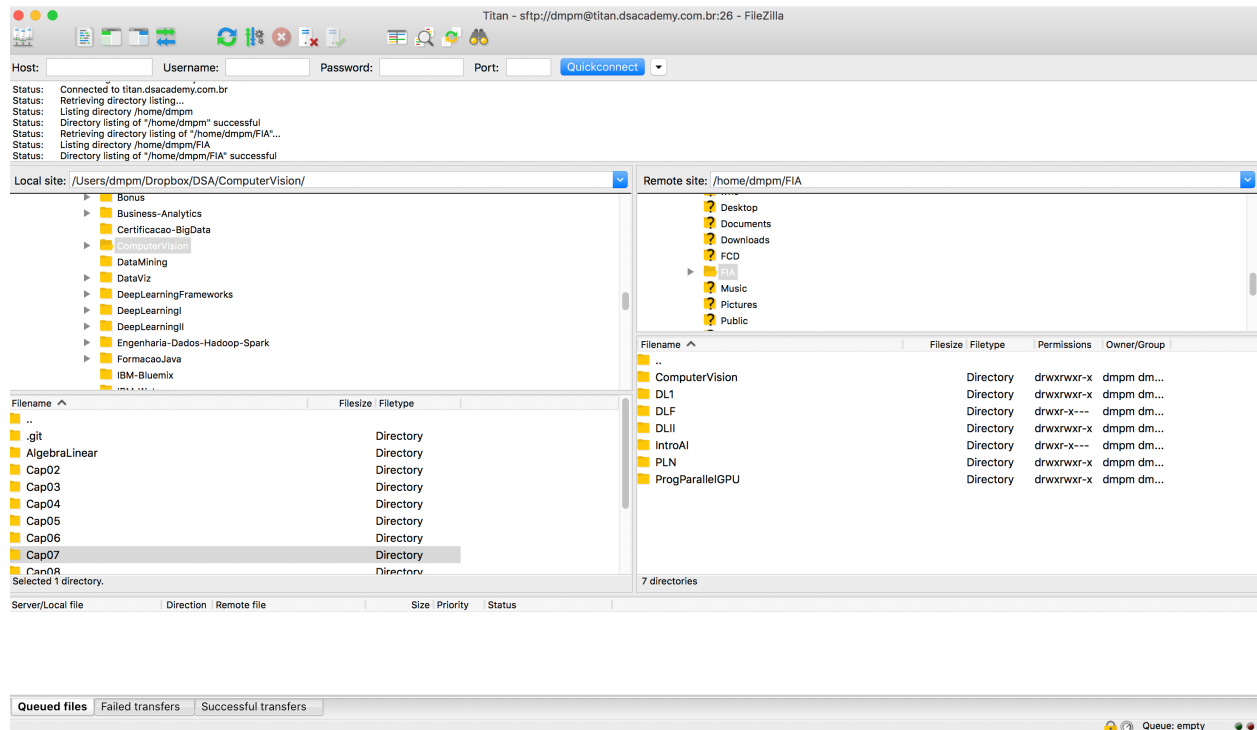 Titan - sftp://dmpm@titan.dsacademy.com.br:26 - FileZilla
Host: Username: Password: Port: Quickconnect
Status: Connected to titan.dsacademy.com.br
Status: Retrieving directory listing...
Status: Listing directory /home/dmpm
Status: Directory listing of "/home/dmpm" successful
Status: Retrieving directory listing of "/home/dmpm/FIA"...
Status: Listing directory /home/dmpm/FIA
Status: Directory listing of "/home/dmpm/FIA" successful
Local site: /Users/dmpm/Dropbox/DSA/ComputerVision/
Bonus
Business-Analytics
Certificacao-BigData
ComputerVision
DataMining
DataViz
DeepLearningFrameworks
DeepLearningI
DeepLearningII
Engenharia-Dados-Hadoop-Spark
FormacaoJava
IBM-Bluemix
Filename Filesize Filetype
..
.git Directory
AlgebraLinear Directory
Cap02 Directory
Cap03 Directory
Cap04 Directory
Cap05 Directory
Cap06 Directory
Cap07 Directory
Cap08 Directory
Selected 1 directory.
Remote site: /home/dmpm/FIA
Desktop
Documents
Downloads
FCD
FIA
Music
Pictures
Public
Filename Filesize Filetype Permissions Owner/Group
..
ComputerVision Directory drwxrwxr-x dmpm dm...
DL1 Directory drwxrwxr-x dmpm dm...
DLF Directory drwxr-x--- dmpm dm...
DLII Directory drwxrwxr-x dmpm dm...
IntroAI Directory drwxr-x--- dmpm dm...
PLN Directory drwxrwxr-x dmpm dm...
ProgParallelGPU Directory drwxrwxr-x dmpm dm...
7 directories
Server/Local file Direction Remote file Size Priority Status
Queued files Failed transfers Successful transfers
Queue: empty